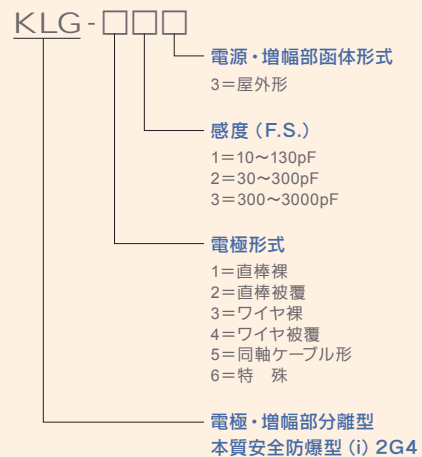 KLG-□□□
電源・増幅部函体形式
3＝屋外形
感度（F.S.）
1＝10～130pF
2＝30～300pF
3＝300～3000pF
電極形式
1＝直棒裸
2＝直棒被覆
3＝ワイヤ裸
4＝ワイヤ被覆
5＝同軸ケーブル形
6＝特　殊
電極・増幅部分離型
本質安全防爆型（i）2G4